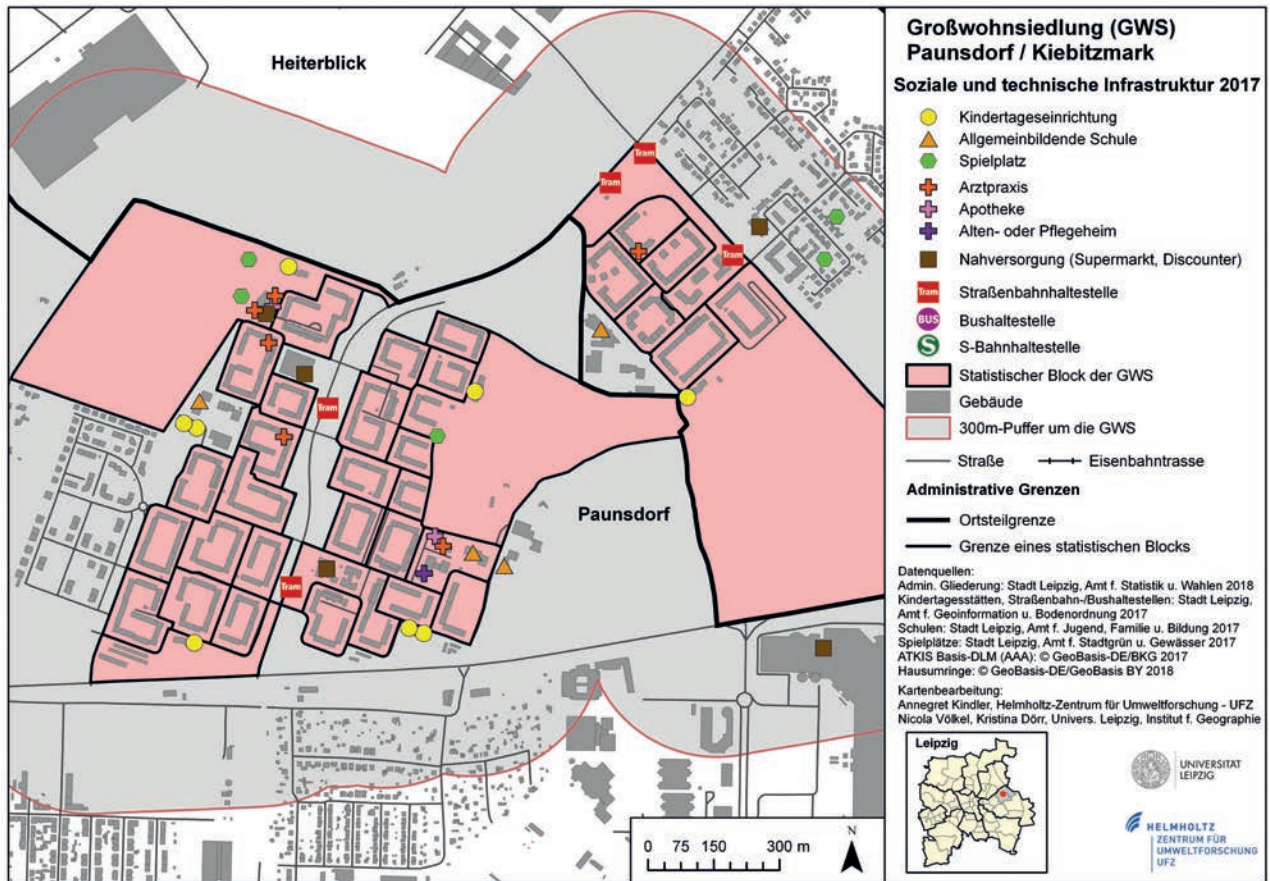 Heiterblick
Tram
Tram
Tram
Tram
Tram
Paunsdorf
0 75 150 300 m
N
Großwohnsiedlung (GWS)
Paunsdorf / Kiebitzmark
Soziale und technische Infrastruktur 2017
Kindertageseinrichtung
Allgemeinbildende Schule
Spielplatz
Arztpraxis
Apotheke
Alten- oder Pflegeheim
Nahversorgung (Supermarkt, Discounter)
Tram Straßenbahnhaltestelle
BUS Bushaltestelle
S S-Bahnhaltestelle
Statistischer Block der GWS
Gebäude
300m-Puffer um die GWS
Straße Eisenbahntrasse
Administrative Grenzen
Ortsteilgrenze
Grenze eines statistischen Blocks
Datenquellen:
Admin. Gliederung: Stadt Leipzig, Amt f. Statistik u. Wahlen 2018
Kindertagesstätten, Straßenbahn-/Bushaltestellen: Stadt Leipzig,
Amt f. Geoinformation u. Bodenordnung 2017
Schulen: Stadt Leipzig, Amt f. Jugend, Familie u. Bildung 2017
Spielplätze: Stadt Leipzig, Amt f. Stadtgrün u. Gewässer 2017
ATKIS Basis-DLM (AAA): © GeoBasis-DE/BKG 2017
Hausumringe: © GeoBasis-DE/GeoBasis BY 2018
Kartenbearbeitung:
Annegret Kindler, Helmholtz-Zentrum für Umweltforschung - UFZ
Nicola Völkel, Kristina Dörr, Univers. Leipzig, Institut f. Geographie
Leipzig
UNIVERSITAT
LEIPZIG
HELMHOLTZ
ZENTRUM FÜR
UMWELTFORSCHUNG
UFZ